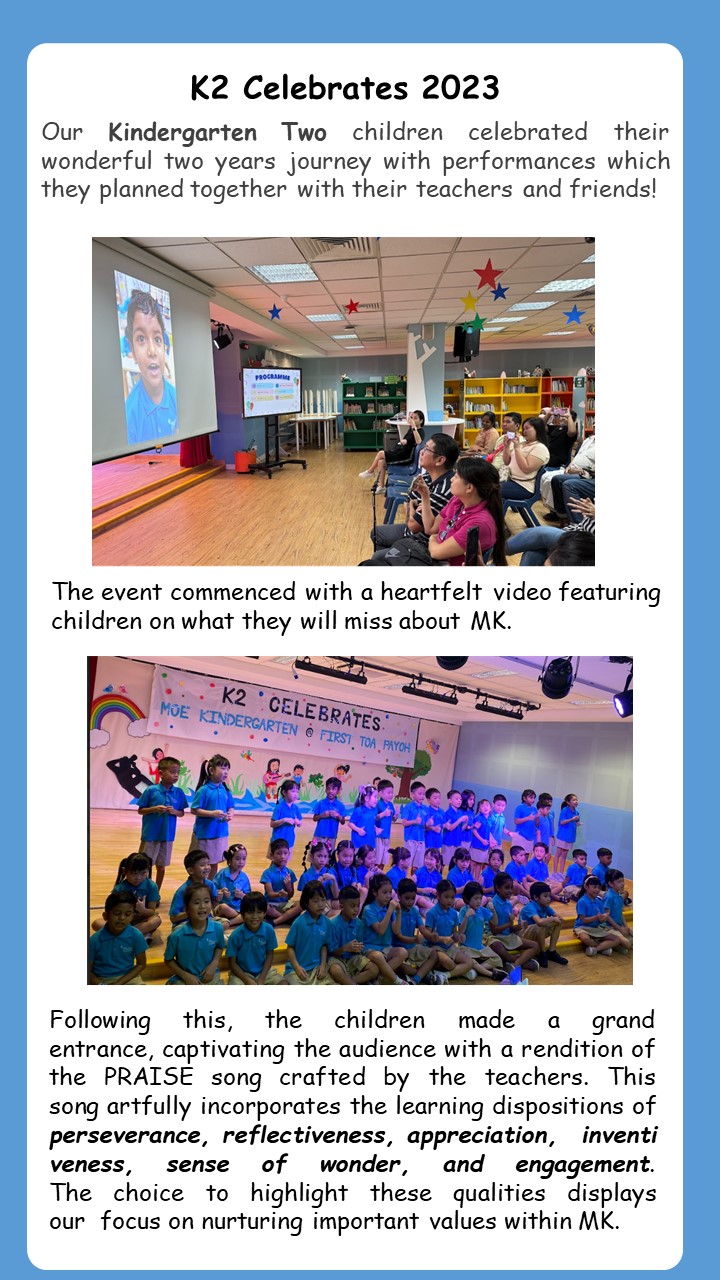 K2 Celebrates 2023
Our Kindergarten Two children celebrated their
wonderful two years journey with performances which
they planned together with their teachers and friends!
PROGRAMME
The event commenced with a heartfelt video featuring
children on what they will miss about MK.
K2 CELEBRATES
MOE KINDERGARTEN @ FIRST TOA PAYOH
Following this, the children made a grand
entrance, captivating the audience with a rendition of
the PRAISE song crafted by the teachers. This
song artfully incorporates the learning dispositions of
perseverance, reflectiveness, appreciation, inventi
veness, sense of wonder, and engagement.
The choice to highlight these qualities displays
our focus on nurturing important values within MK.